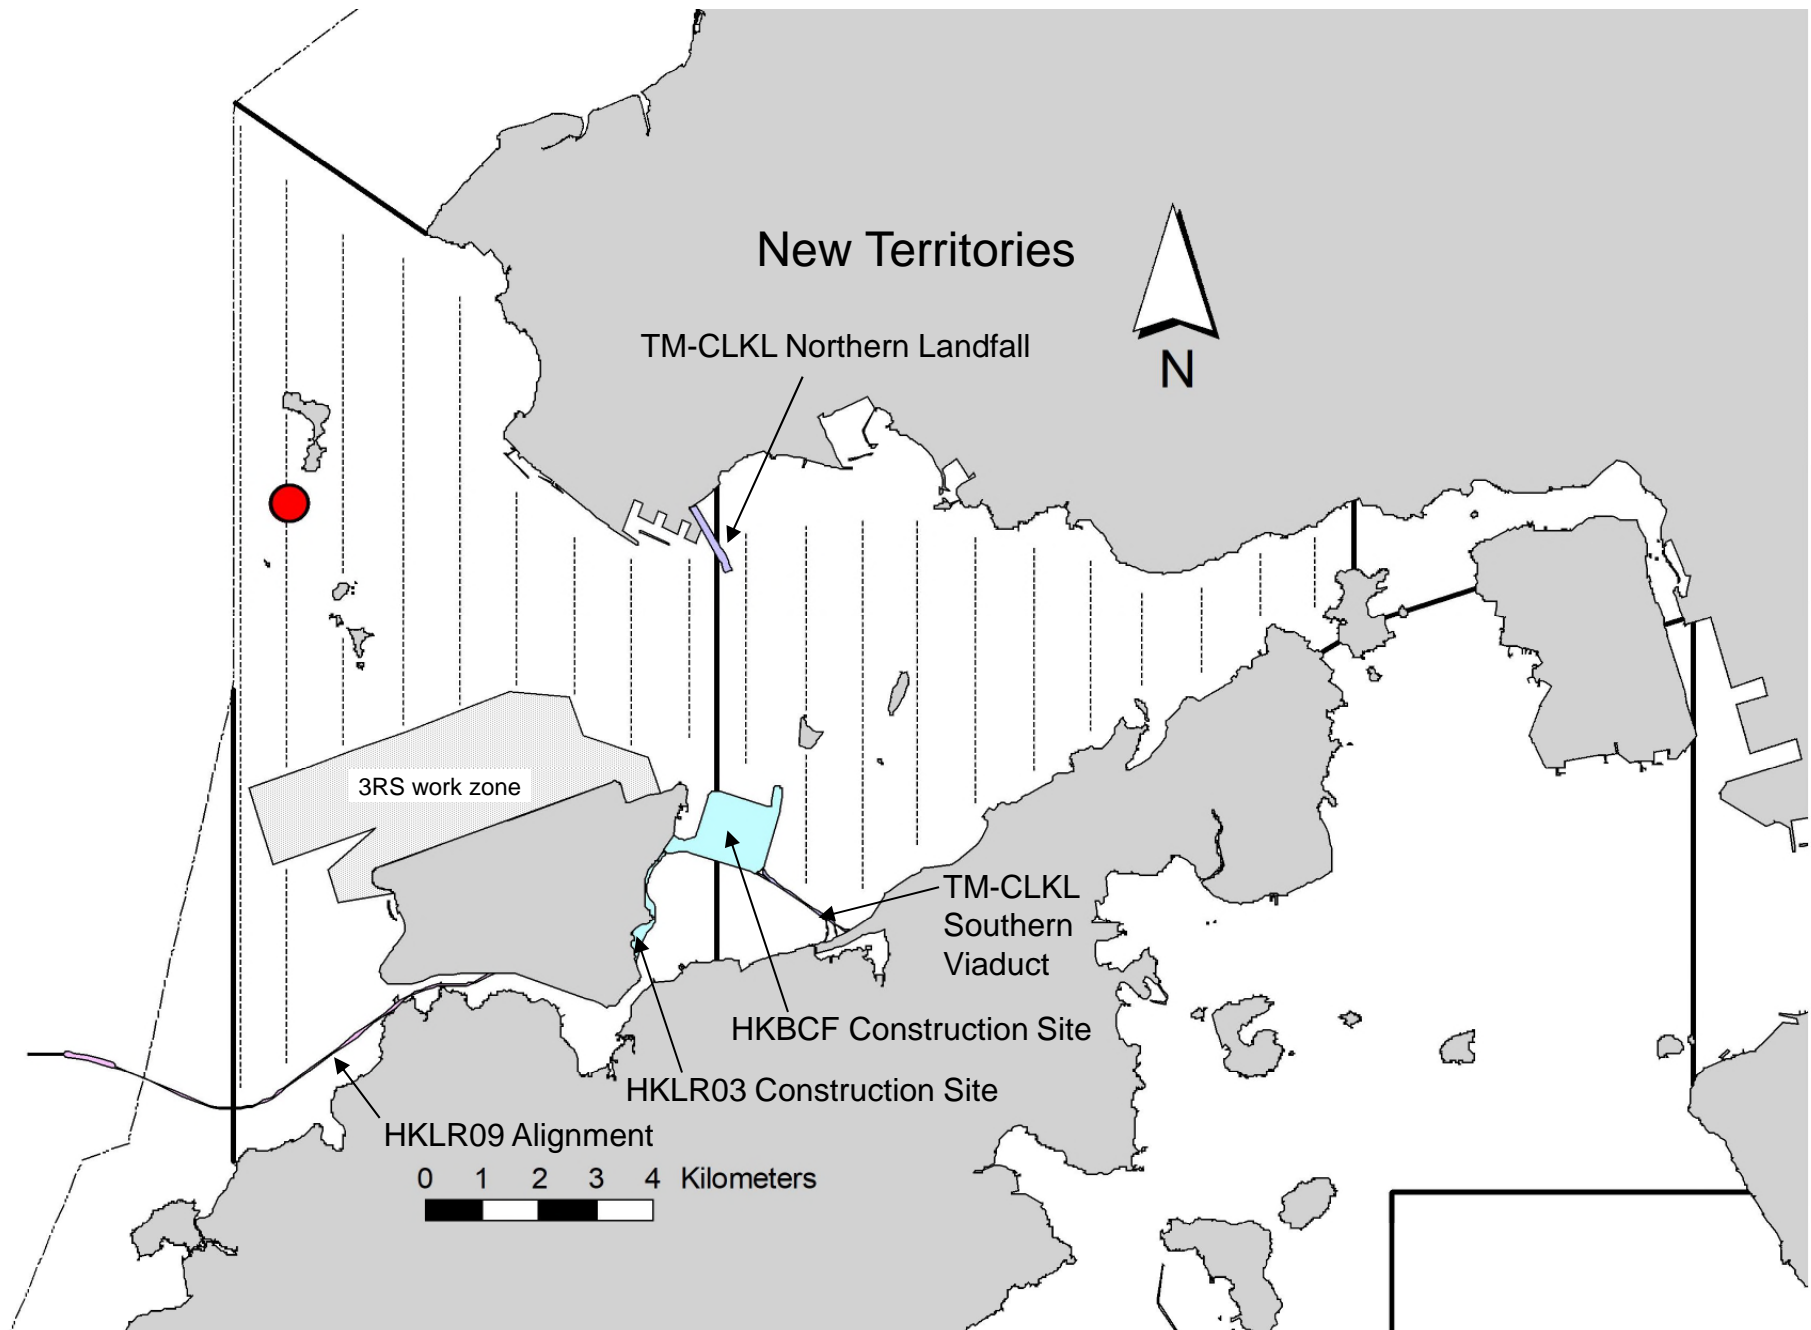 New Territories
TM-CLKL Northern Landfall
N
3RS work zone
TM-CLKL
Southern
Viaduct
HKBCF Construction Site
HKLR03 Construction Site
HKLR09 Alignment
0 1 2 3 4 Kilometers